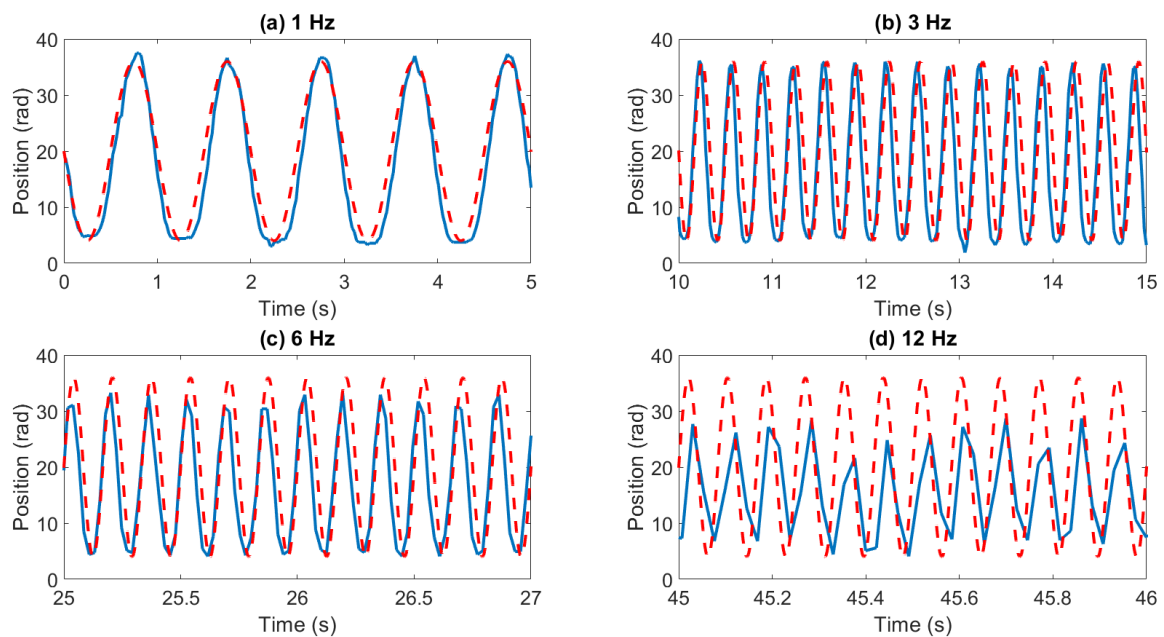 (a) 1 Hz
40
30
20
10
0
Position (rad)
0 1 2 3 4 5
Time (s)
(b) 3 Hz
40
30
20
10
0
Position (rad)
10 11 12 13 14 15
Time (s)
(c) 6 Hz
40
30
20
10
0
Position (rad)
25 25.5 26 26.5 27
Time (s)
(d) 12 Hz
40
30
20
10
0
Position (rad)
45 45.2 45.4 45.6 45.8 46
Time (s)